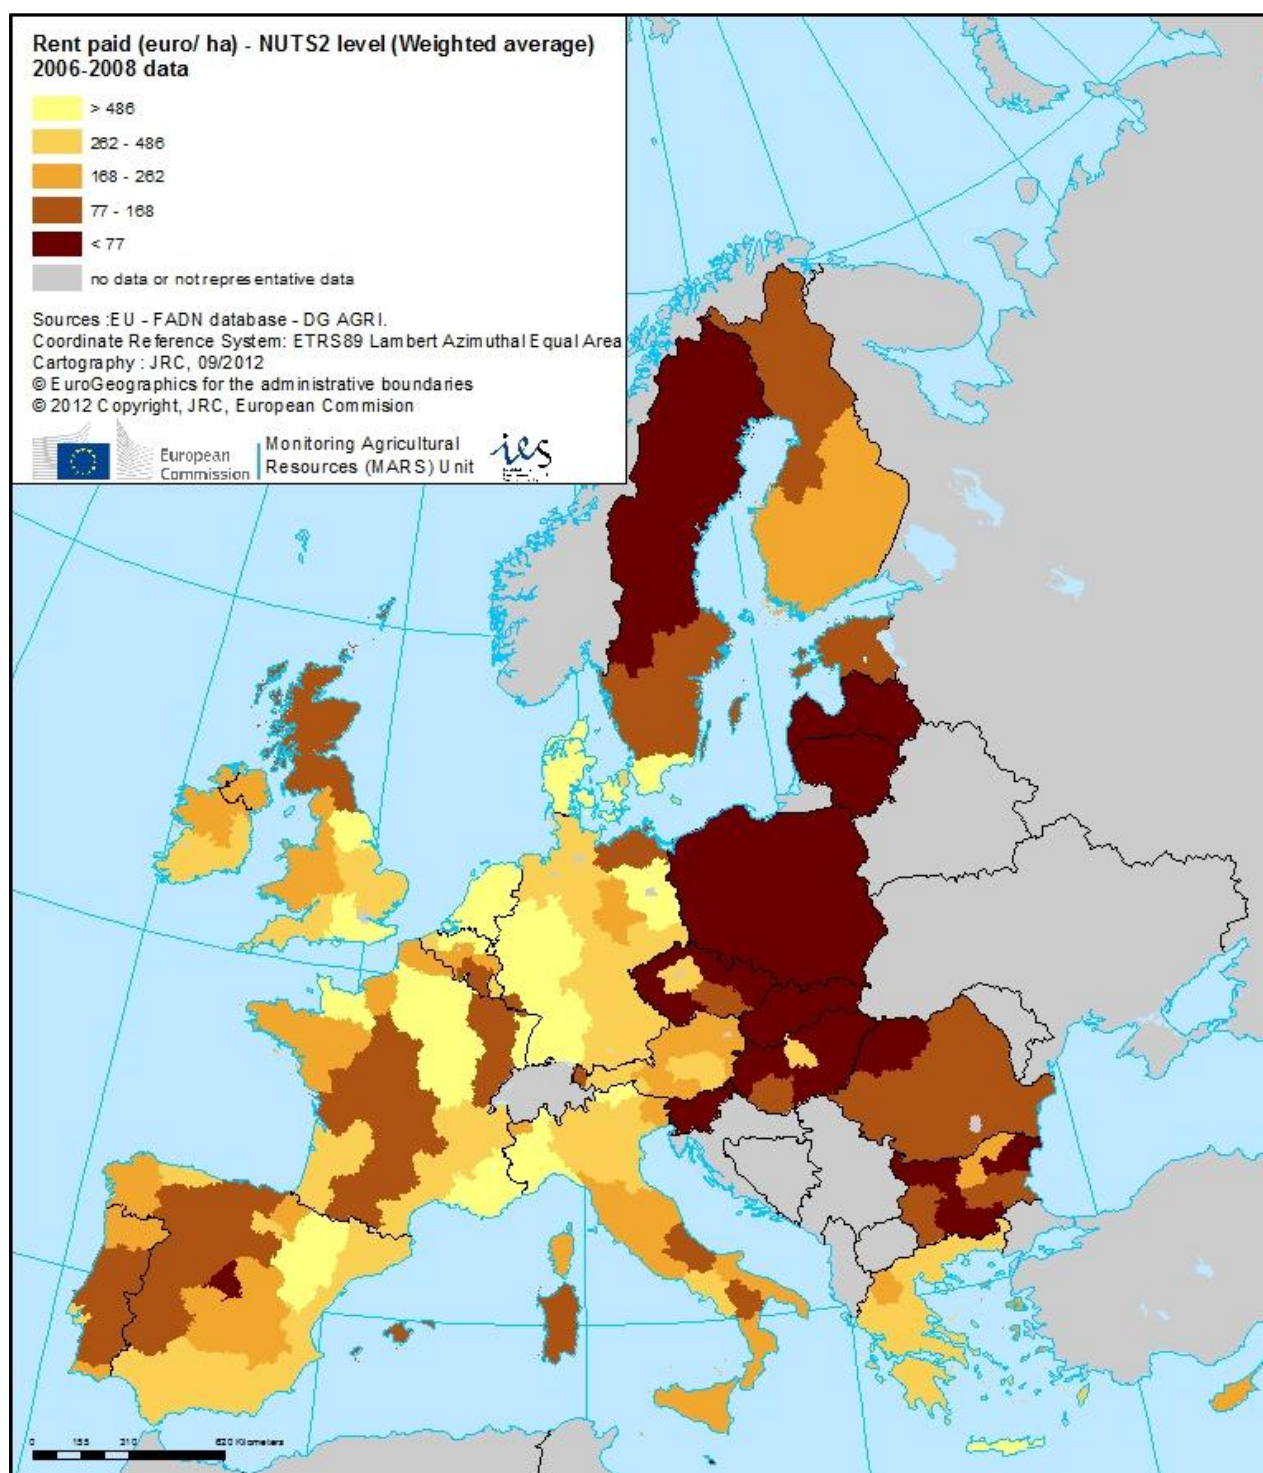 Rent paid (euro/ ha) - NUTS2 level (Weighted average)
2006-2008 data
> 486
262 - 486
168 - 262
77 - 168
< 77
no data or not representative data
Sources :EU - FADN database - DG AGRI.
Coordinate Reference System: ETRS89 Lambert Azimuthal Equal Area
Cartography : JRC, 09/2012
© EuroGeographics for the administrative boundaries
© 2012 Copyright, JRC, European Commision
European
Commission
Monitoring Agricultural
Resources (MARS) Unit
ies
0 155 310 620 Kilometers